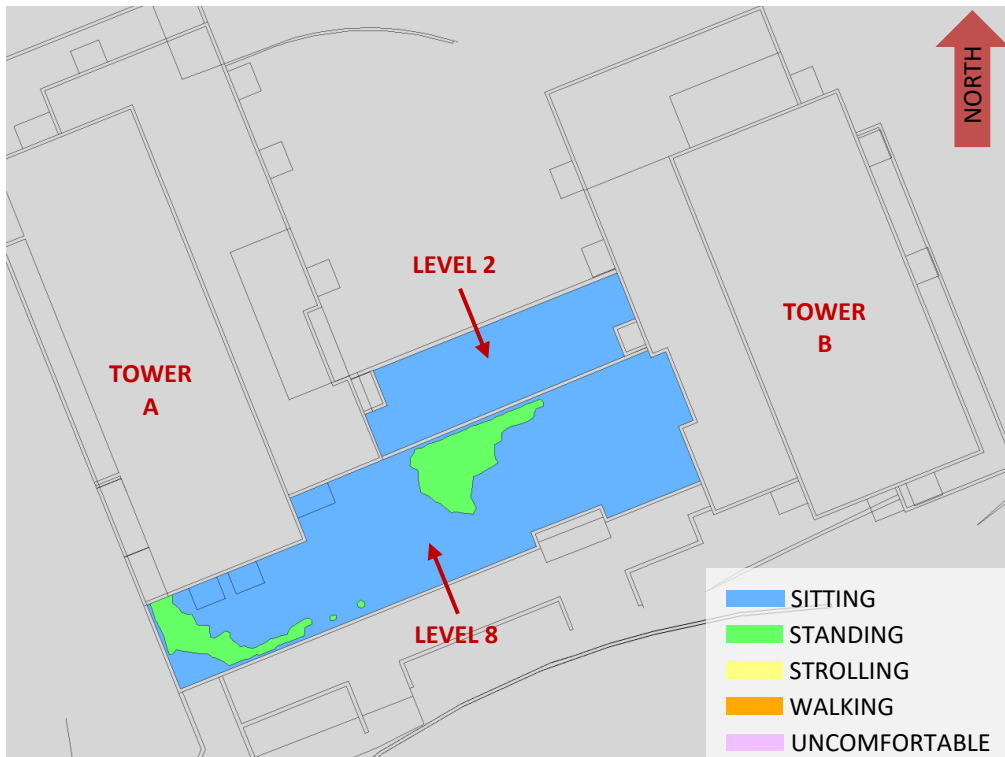 NORTH
LEVEL 2
TOWER
B
TOWER
A
LEVEL 8
SITTING
STANDING
STROLLING
WALKING
UNCOMFORTABLE